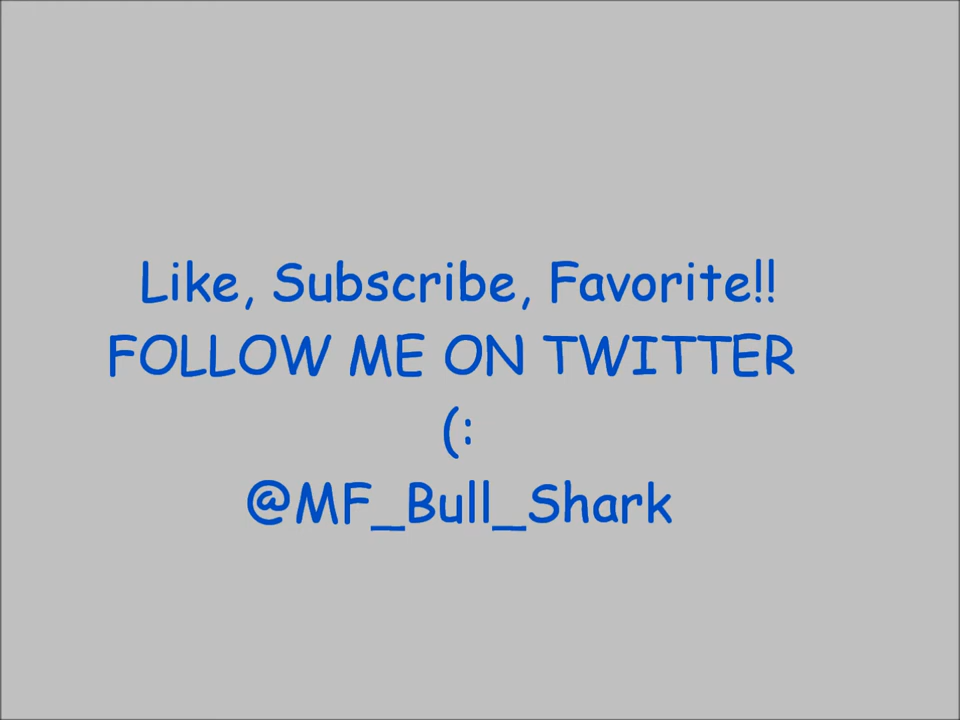 Like, Subscribe, Favorite!!
FOLLOW ME ON TWITTER
(:
@MF_Bull_Shark